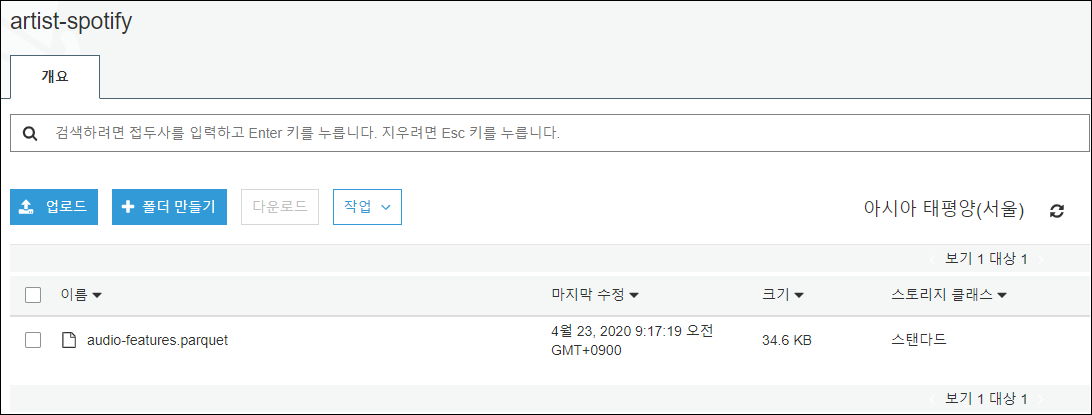 artist-spotify
개요
검색하려면 접두사를 입력하고 Enter 키를 누릅니다. 지우려면 Esc 키를 누릅니다.
업로드 폴더 만들기 다운로드 작업 아시아 태평양(서울)
보기 1 대상 1
이름 마지막 수정 크기 스토리지 클래스
audio-features.parquet 4월 23, 2020 9:17:19 오전 GMT+0900 34.6 KB 스탠다드
보기 1 대상 1